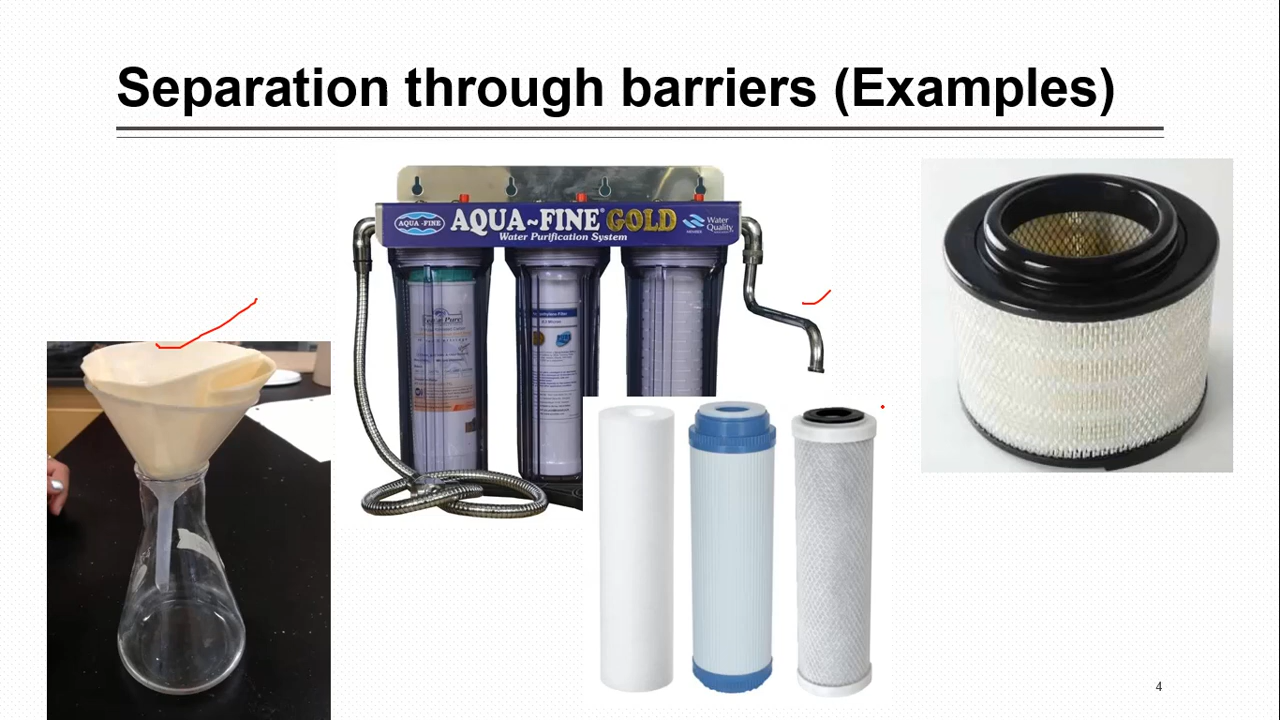 Separation through barriers (Examples)
AQUA-FINE
AQUA~FINE GOLD
Water Purification System
Water
Quality
4